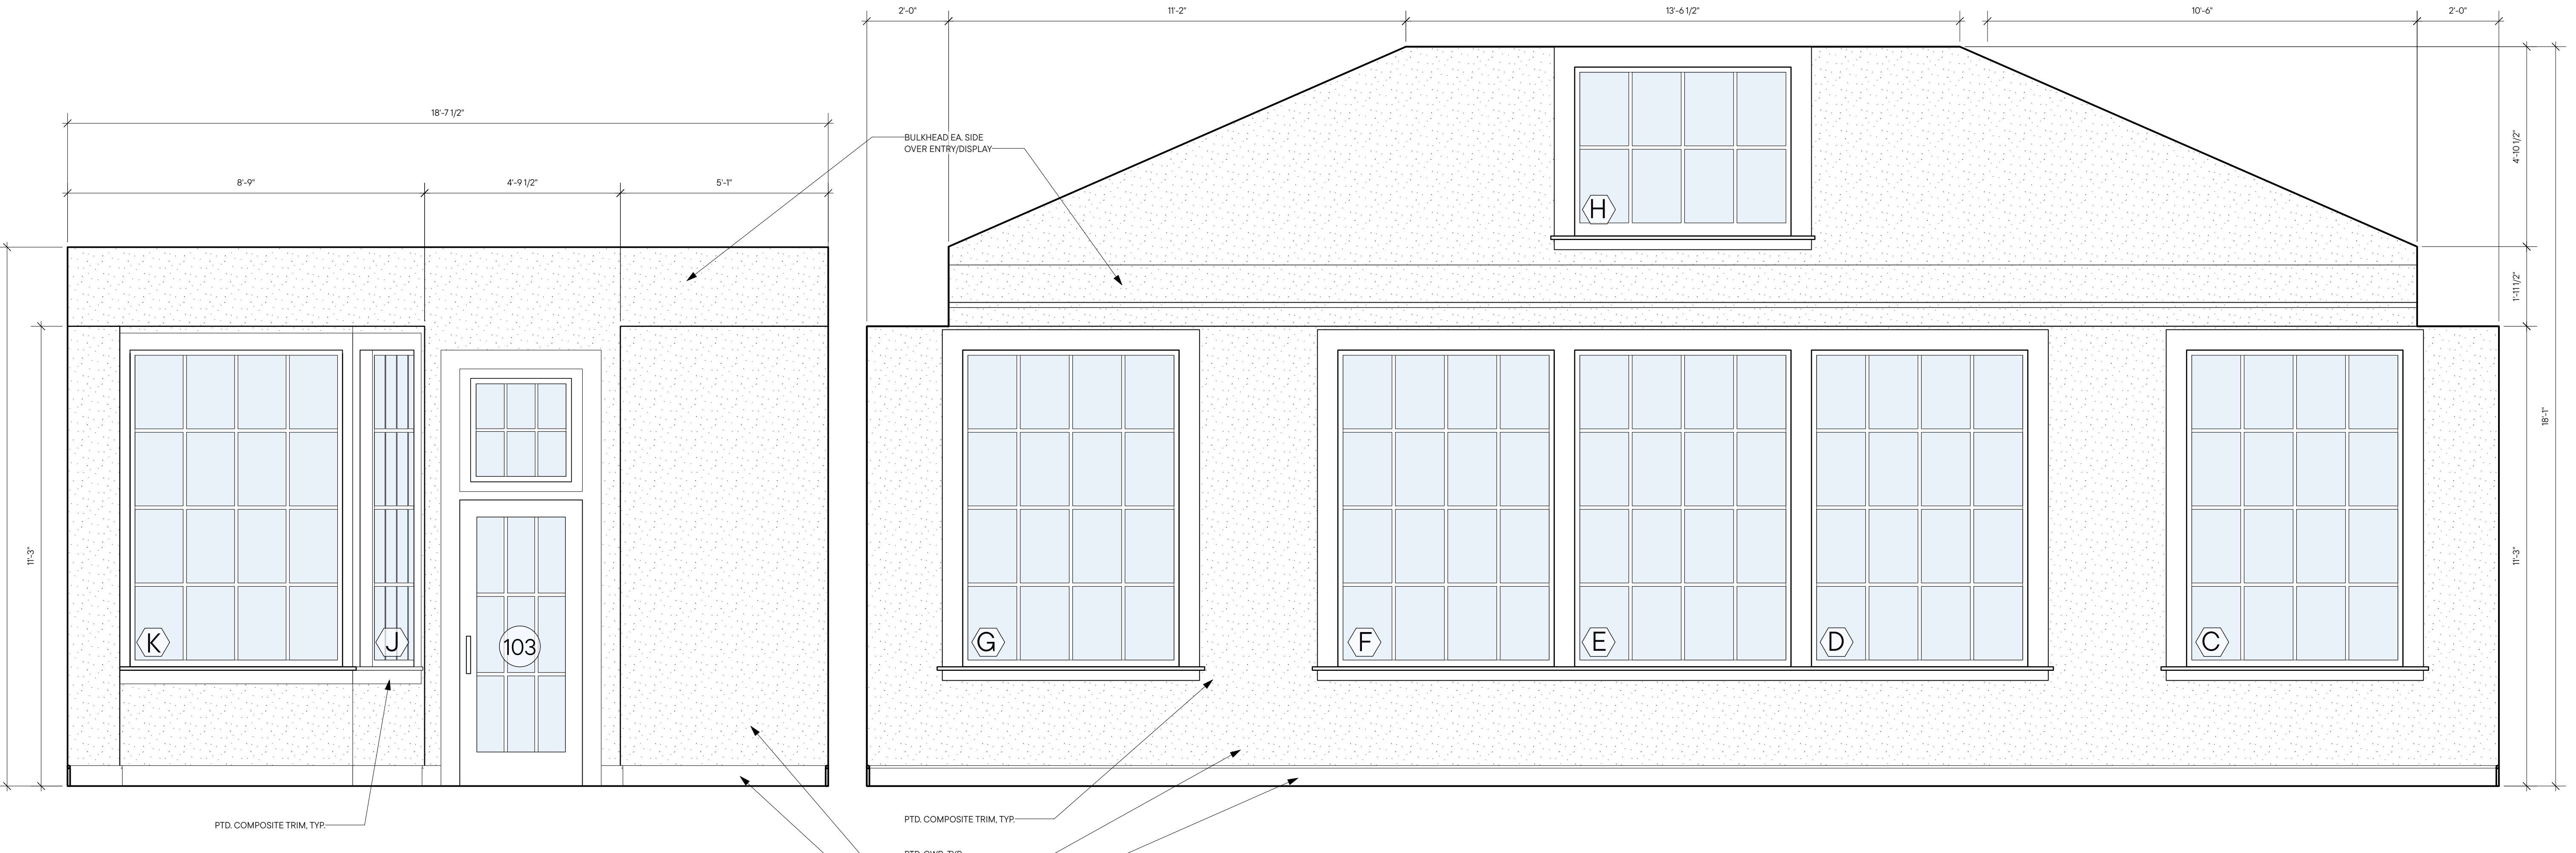 2'-0"
11'-2"
13'-6 1/2"
10'-6"
2'-0"
18'-7 1/2"
BULKHEAD EA. SIDE
OVER ENTRY/DISPLAY
4'-10 1/2"
8'-9"
4'-9 1/2"
5'-1"
H
1'-11 1/2"
18'-1"
11'-3"
11'-3"
K
J
103
G
F
E
D
C
PTD. COMPOSITE TRIM, TYP.
PTD. COMPOSITE TRIM, TYP.